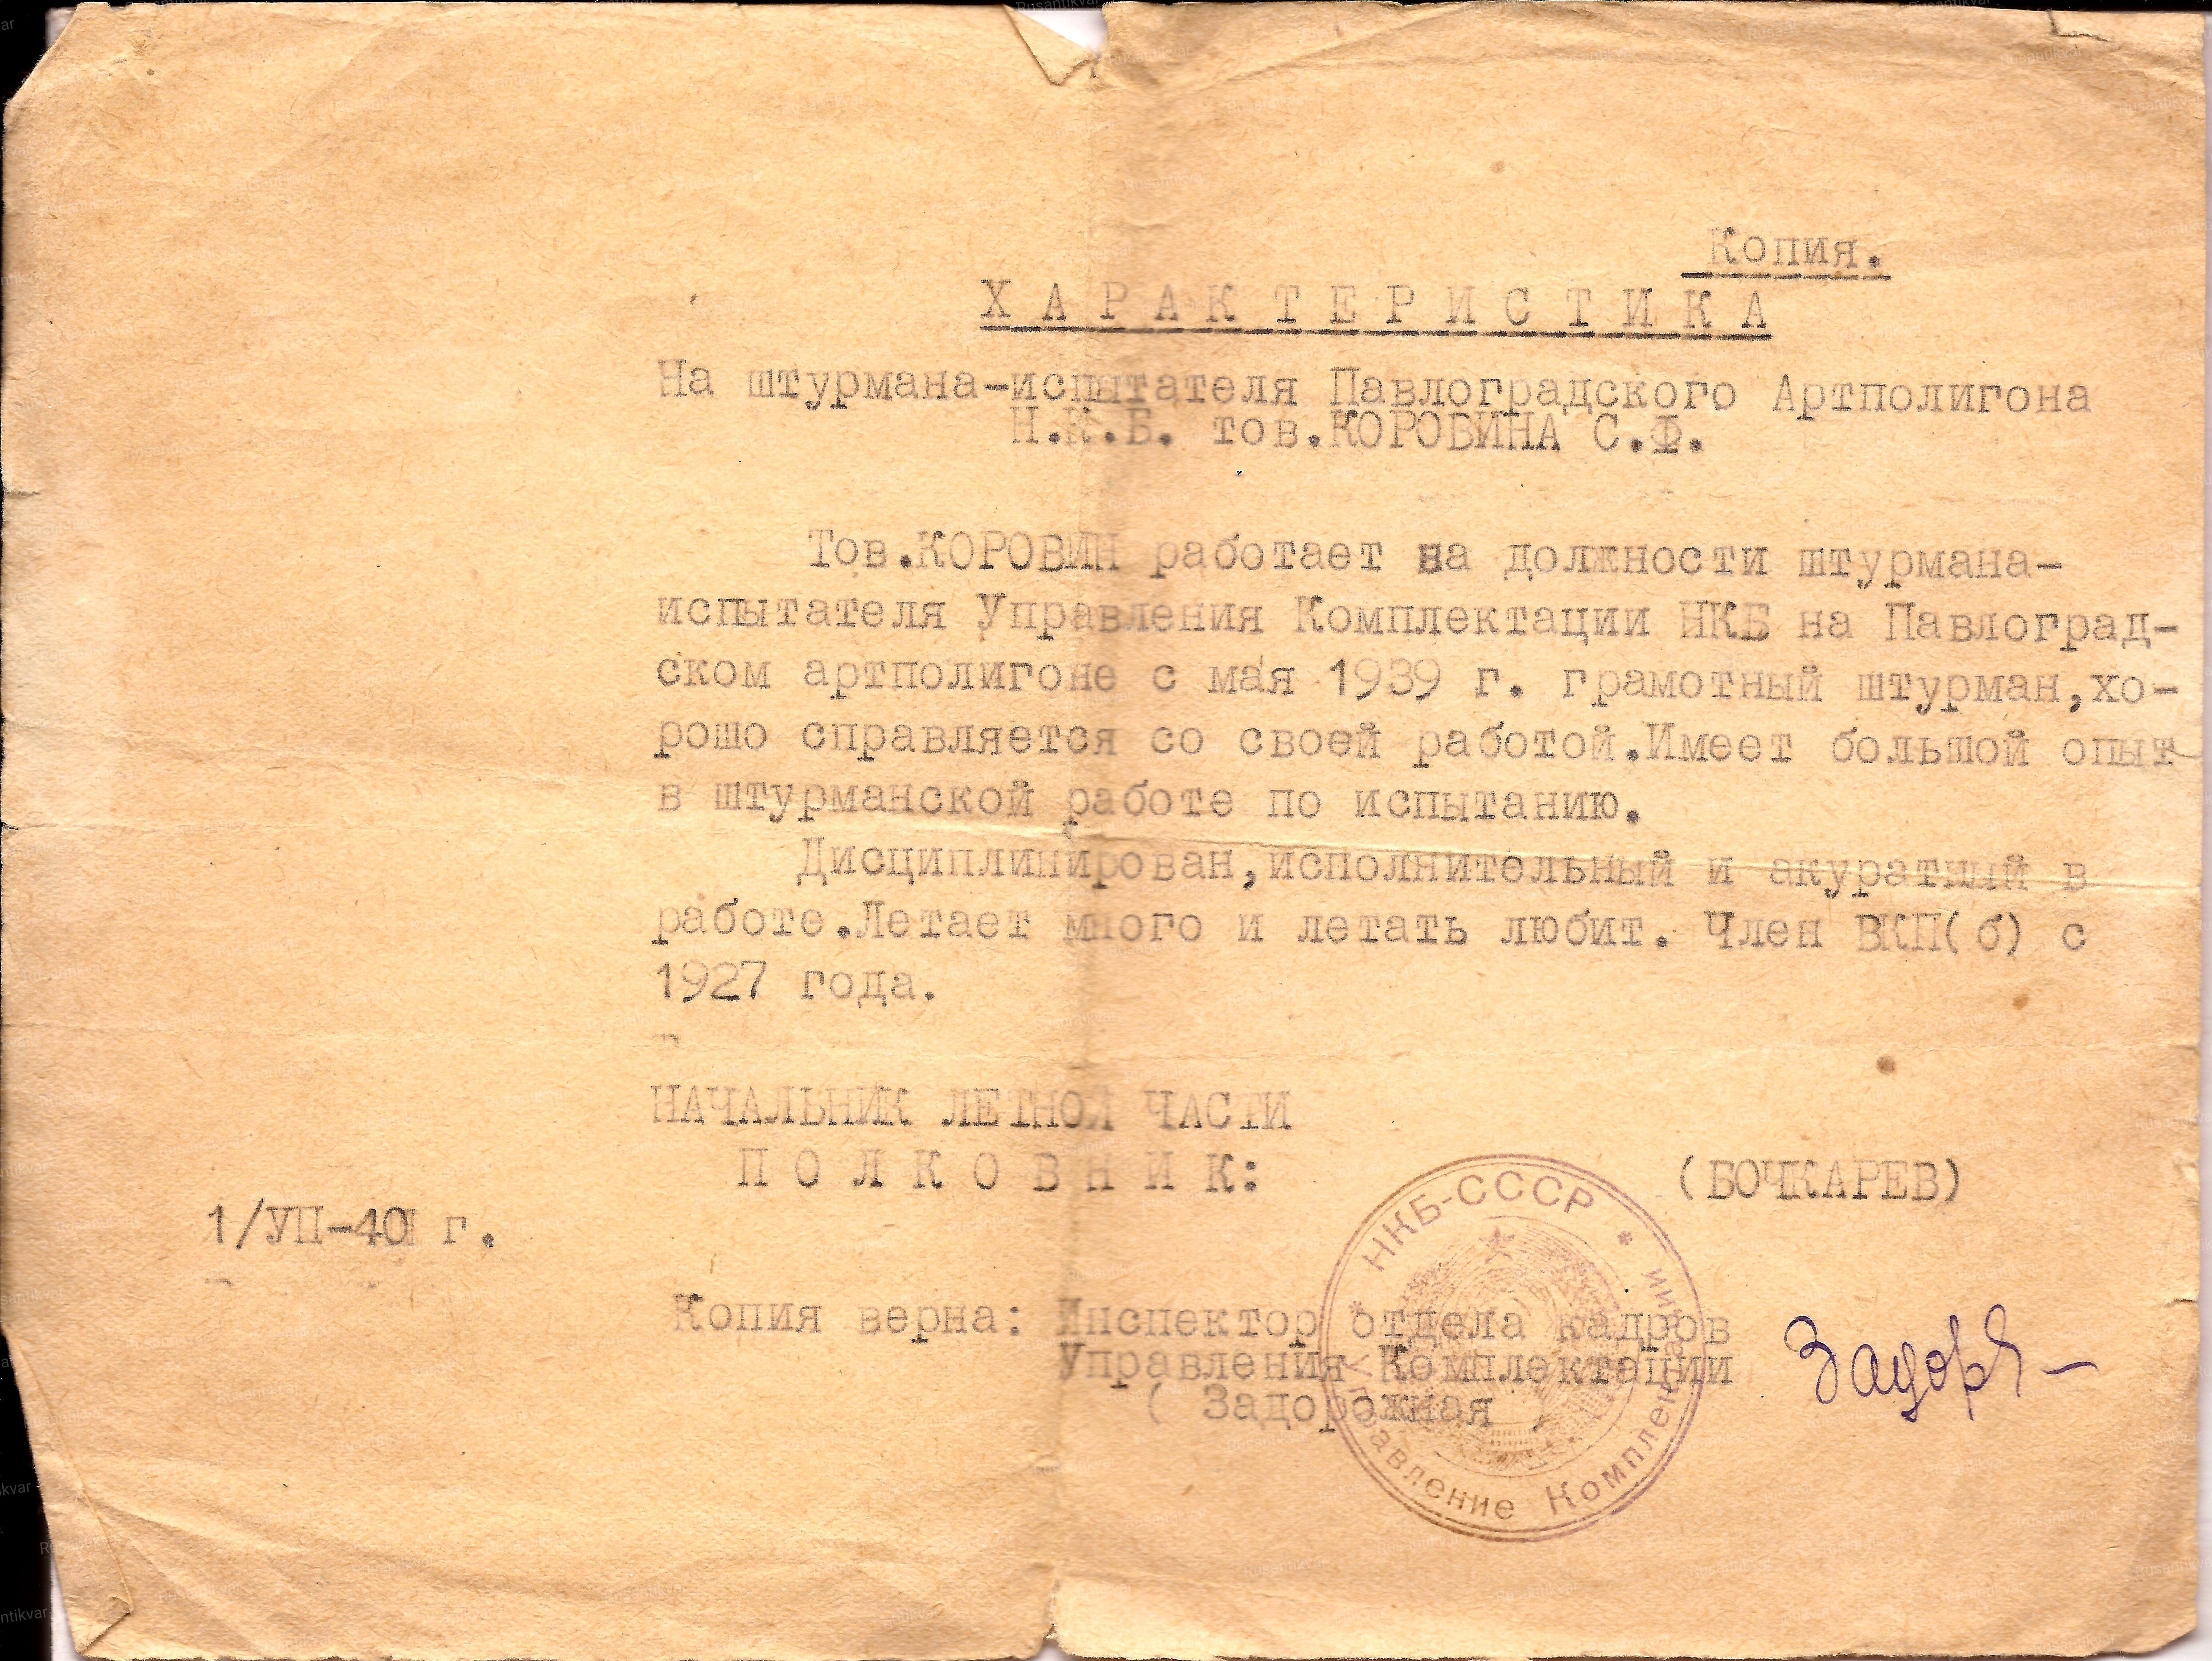 Копия.
ХАРАКТЕРИСТИКА
На штурмана-испытателя Павлоградского Артполигона
Н.К.Б. тов.КОРОВИНА С.Ф.
Тов.КОРОВИН работает на должности штурмана-
испытателя Управления Комплектации НКБ на Павлоград-
ском артполигоне с мая 1939 г. грамотный штурман,хо-
рошо справляется со своей работой.Имеет большой опыт
в штурманской работе по испытанию.
Дисциплинирован,исполнительный и акуратный в
работе.Летает много и летать любит. Член ВКП(б) с
1927 года.
НАЧАЛЬНИК ЛЕТНОЙ ЧАСТИ
ПОЛКОВНИК:
(БОЧКАРЕВ)
1/УП-40 г.
Копия верна: Инспектор отдела кадров
Управления Комплектации
( Задорожная )
Задор
* НКБ-СССР *
Управление Комплектации
Rusantikvar